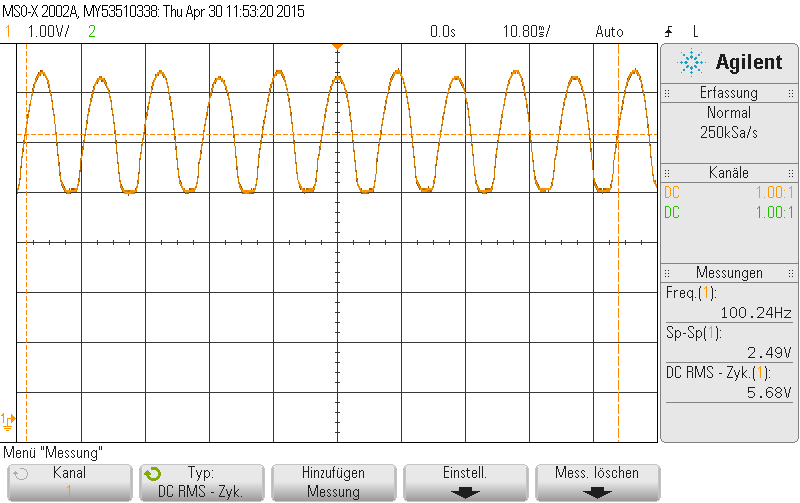 MSO-X 2002A, MY53510338: Thu Apr 30 11:53:20 2015
1 1.00V/ 2 0.0s 10.80ms/ Auto L
Agilent
Erfassung
Normal
250kSa/s
Kanäle
DC 1.00:1
DC 1.00:1
Messungen
Freq.(1):
100.24Hz
Sp-Sp(1):
2.49V
DC RMS - Zyk.(1):
5.68V
1
Menü "Messung"
Kanal
1
Typ:
DC RMS - Zyk.
Hinzufügen
Messung
Einstell.
Mess. löschen